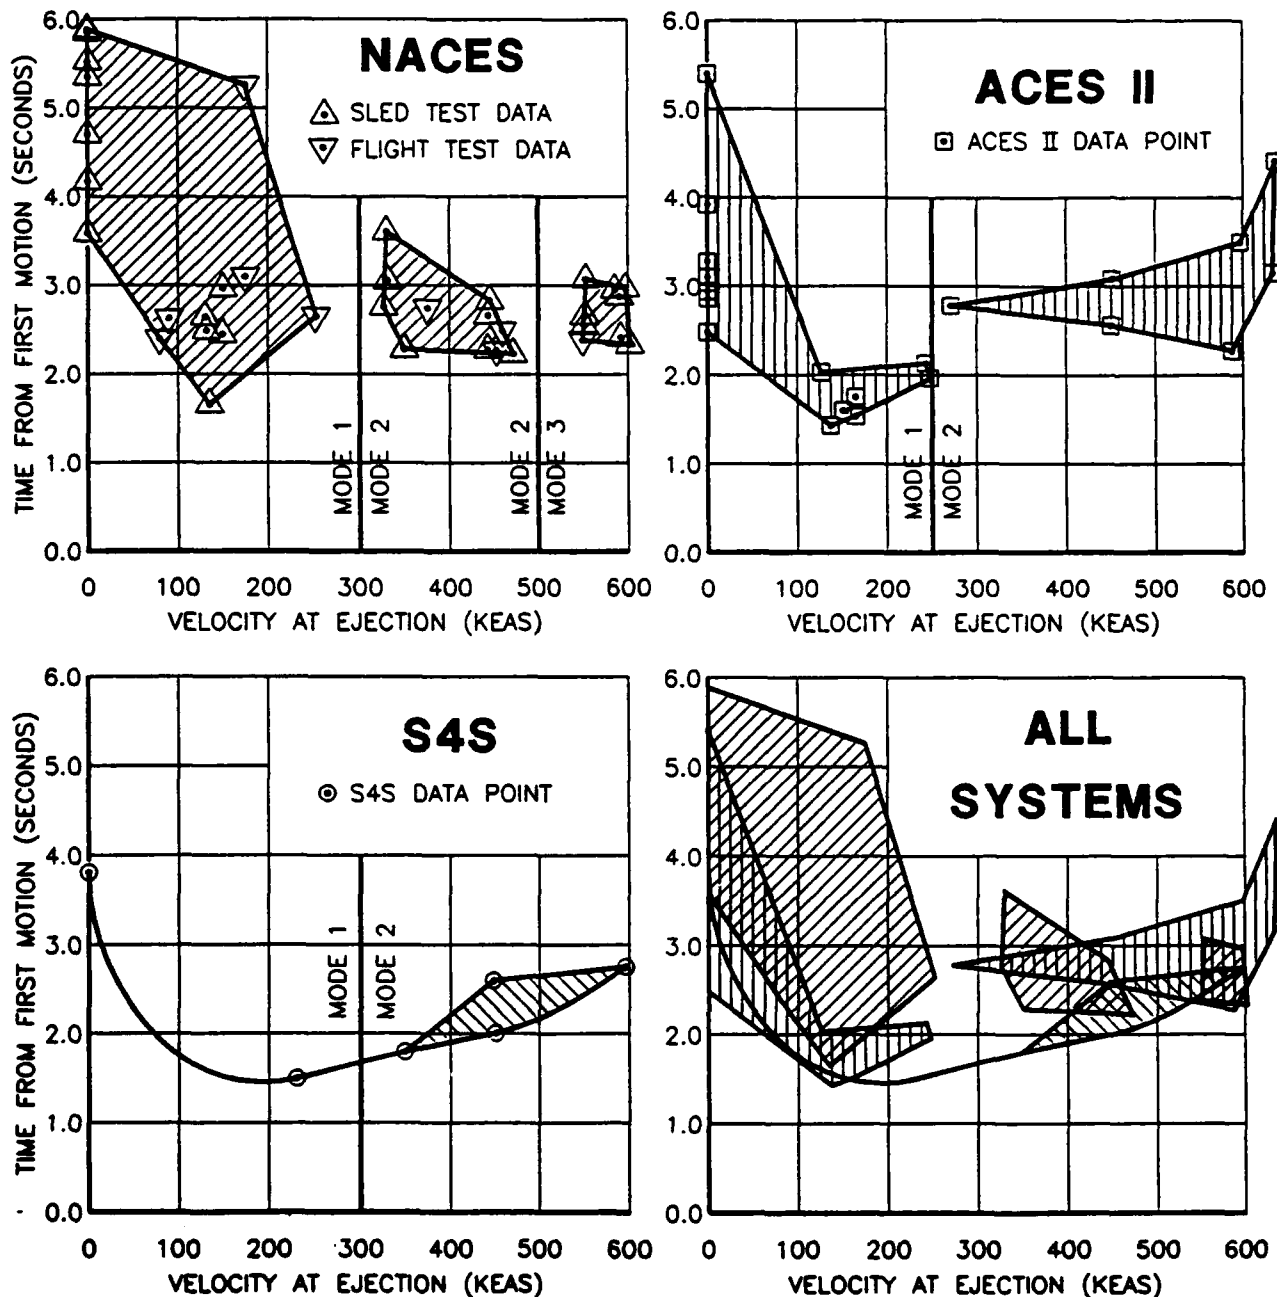 NACES
SLED TEST DATA
FLIGHT TEST DATA
TIME FROM FIRST MOTION (SECONDS)
6.0
5.0
4.0
3.0
2.0
1.0
0.0
MODE 1
MODE 2
MODE 2
MODE 3
0 100 200 300 400 500 600
VELOCITY AT EJECTION (KEAS)
ACES II
ACES II DATA POINT
6.0
5.0
4.0
3.0
2.0
1.0
0.0
MODE 1
MODE 2
0 100 200 300 400 500 600
VELOCITY AT EJECTION (KEAS)
S4S
S4S DATA POINT
TIME FROM FIRST MOTION (SECONDS)
6.0
5.0
4.0
3.0
2.0
1.0
0.0
MODE 1
MODE 2
0 100 200 300 400 500 600
VELOCITY AT EJECTION (KEAS)
ALL
SYSTEMS
6.0
5.0
4.0
3.0
2.0
1.0
0.0
0 100 200 300 400 500 600
VELOCITY AT EJECTION (KEAS)